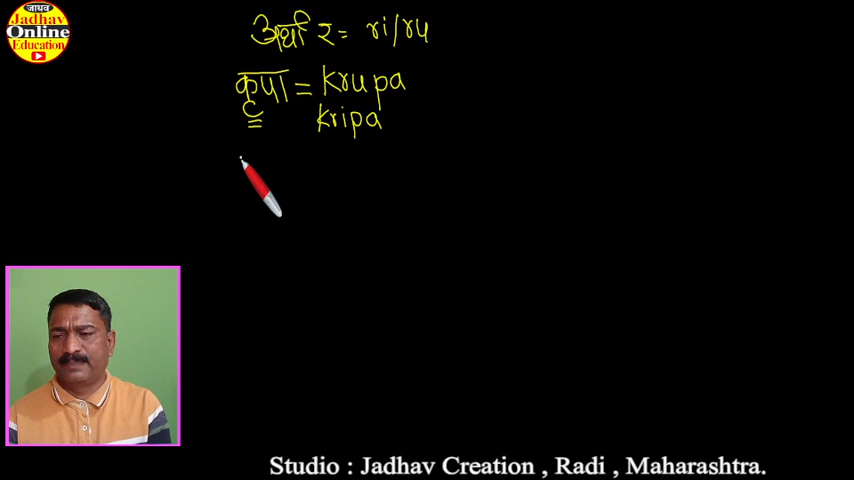 जाधव
Jadhav
Online
Education
अर्धा र = ri/ru
कृपा = Krupa
Kripa
Studio : Jadhav Creation , Radi , Maharashtra.